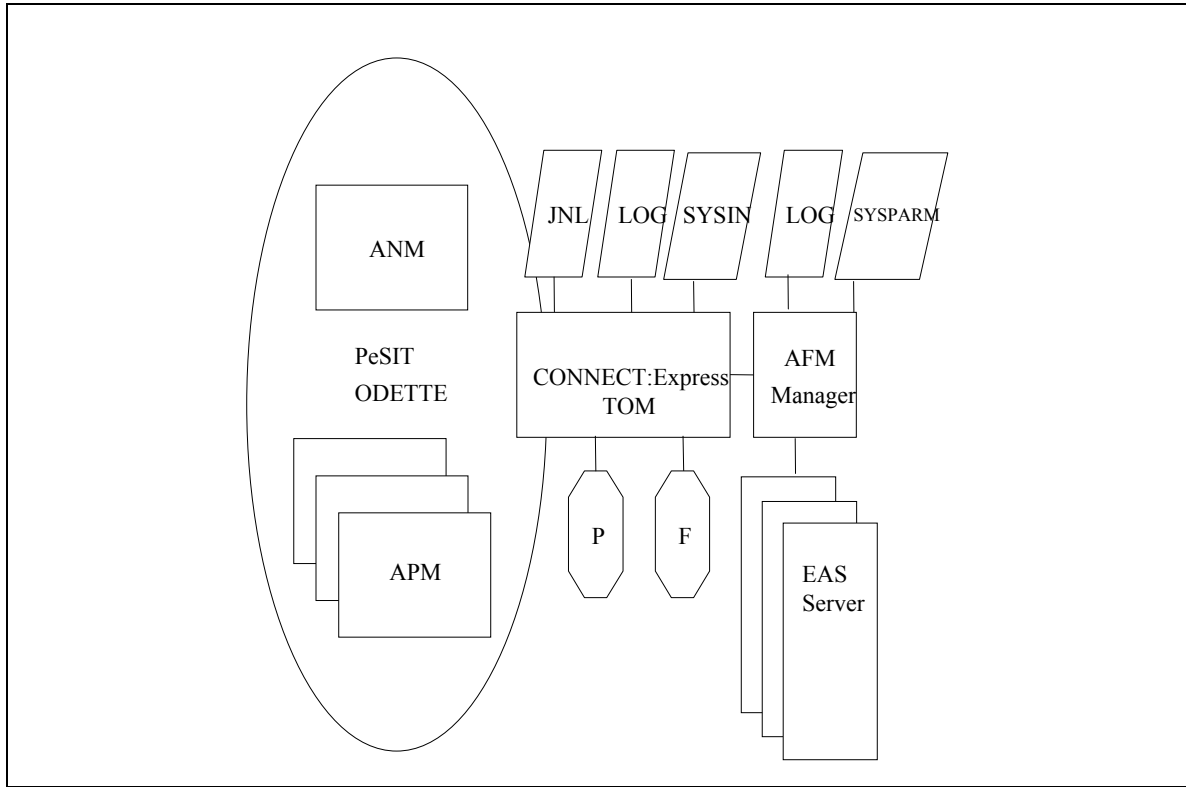 JNL
LOG
SYSIN
LOG
SYSPARM
ANM
PeSIT
ODETTE
CONNECT:Express
TOM
AFM
Manager
P
F
APM
EAS
Server